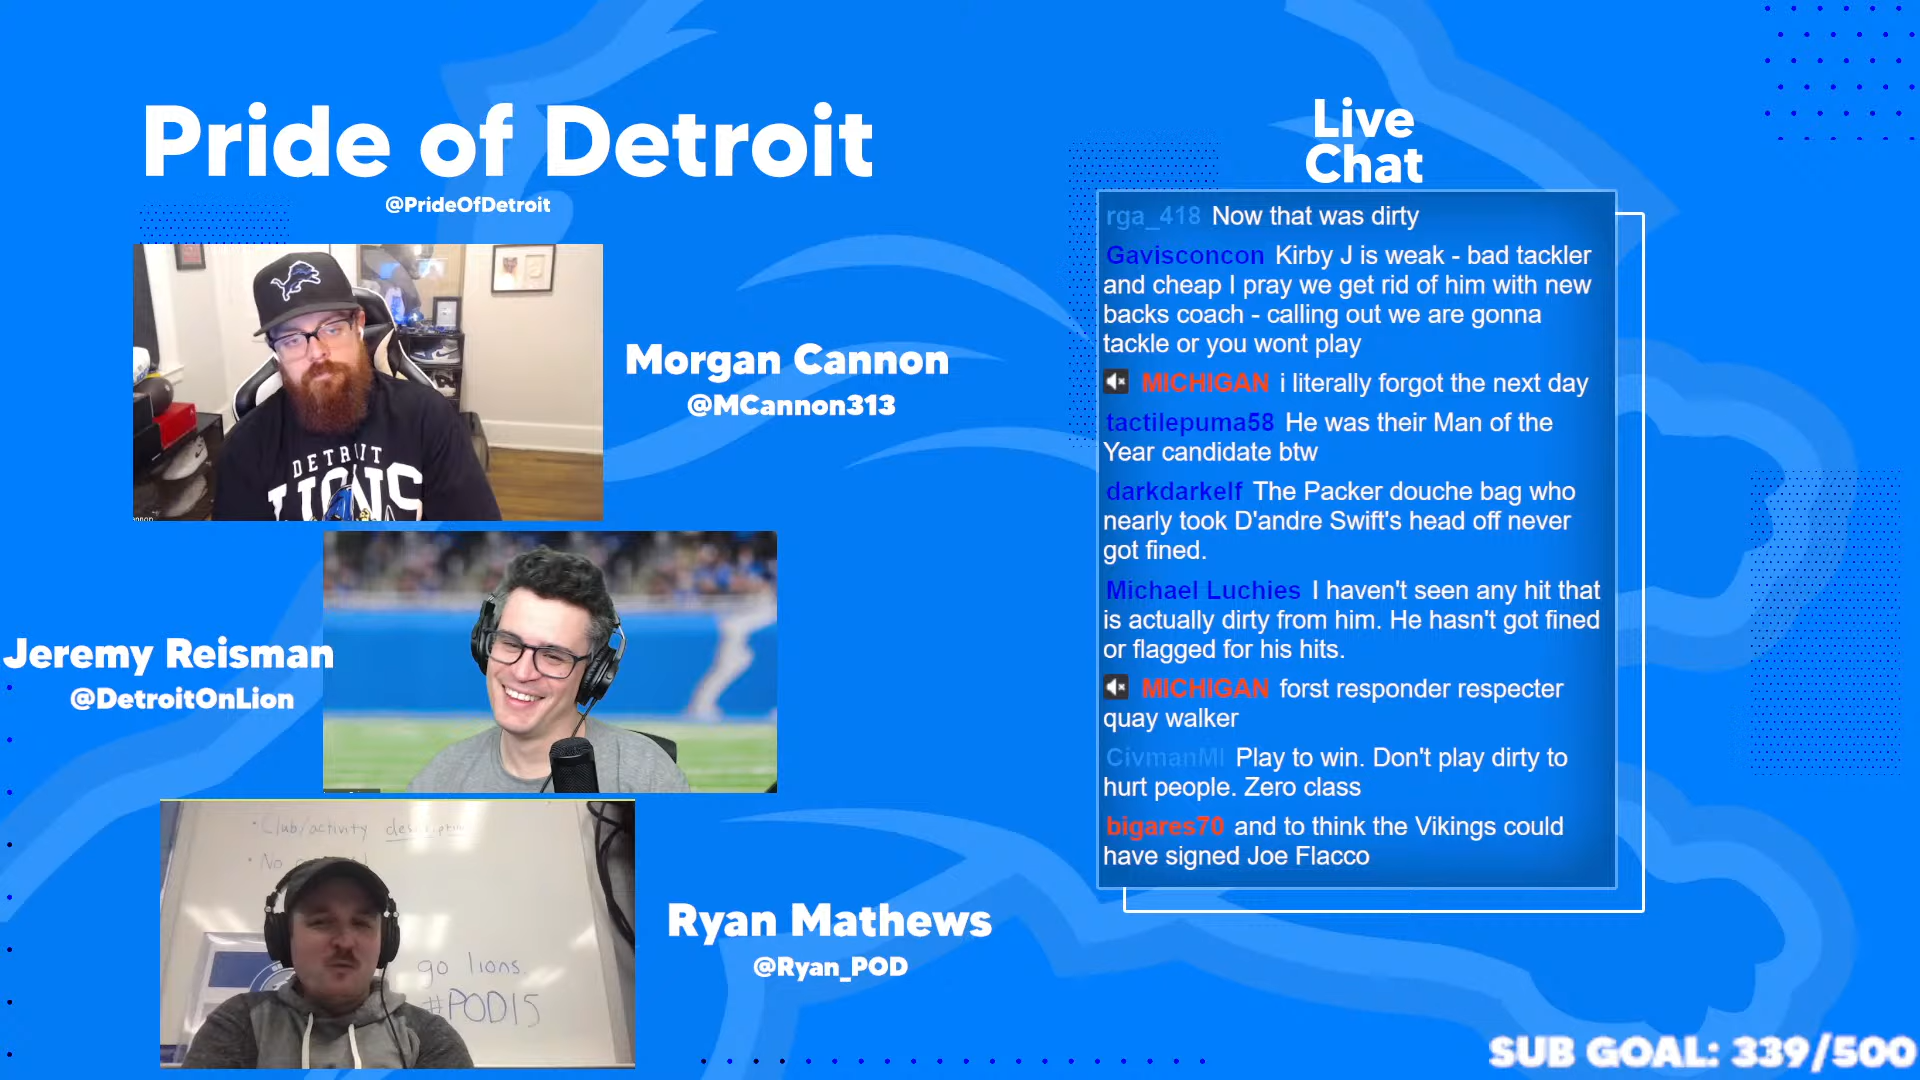 Pride of Detroit
@PrideOfDetroit
DETROIT
LIONS
Morgan Cannon
@MCannon313
Jeremy Reisman
@DetroitOnLion
• Club/activity description
• No
go lions.
#POD15
Ryan Mathews
@Ryan_POD
Live
Chat
rga_418 Now that was dirty
Gavisconcon Kirby J is weak - bad tackler
and cheap I pray we get rid of him with new
backs coach - calling out we are gonna
tackle or you wont play
MICHIGAN i literally forgot the next day
tactilepuma58 He was their Man of the
Year candidate btw
darkdarkelf The Packer douche bag who
nearly took D'andre Swift's head off never
got fined.
Michael Luchies I haven't seen any hit that
is actually dirty from him. He hasn't got fined
or flagged for his hits.
MICHIGAN forst responder respecter
quay walker
CivmanMI Play to win. Don't play dirty to
hurt people. Zero class
bigares70 and to think the Vikings could
have signed Joe Flacco
SUB GOAL: 339/500